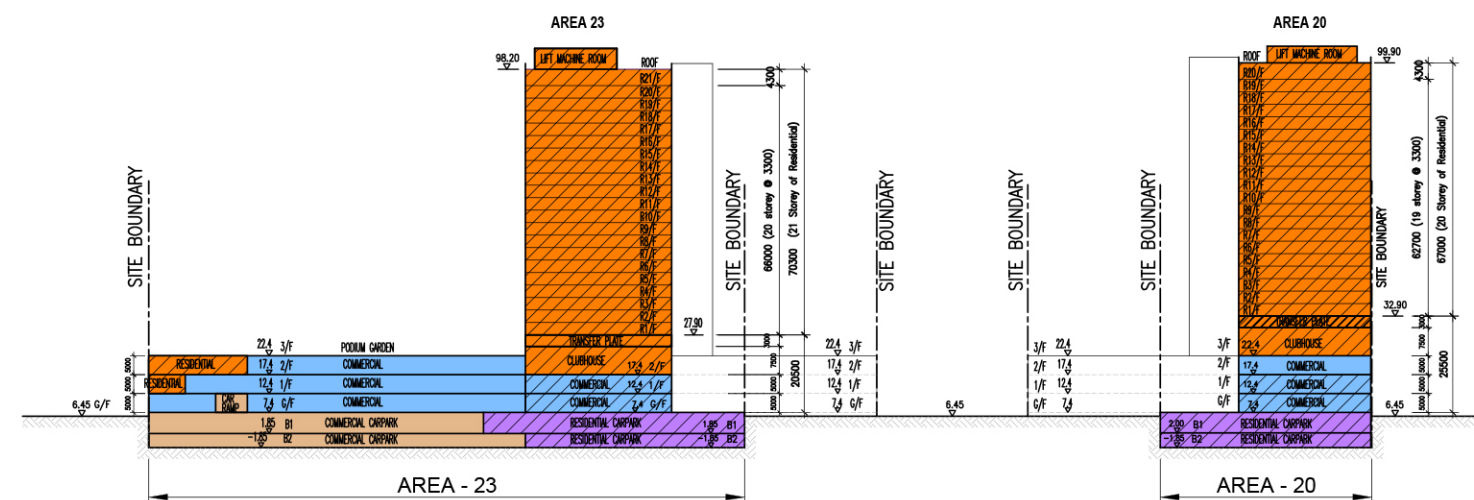 AREA 23
AREA 20
98.20
LIFT MACHINE ROOM
ROOF
R21/F
R20/F
R19/F
R18/F
R17/F
R16/F
R15/F
R14/F
R13/F
R12/F
R11/F
R10/F
R9/F
R8/F
R7/F
R6/F
R5/F
R4/F
R3/F
R2/F
R1/F
TRANSFER PLATE
CLUBHOUSE
17.4 2/F
COMMERCIAL 12.4 1/F
COMMERCIAL 7.4 G/F
4300
66000 (20 storey @ 3300)
70300 (21 Storey of Residential)
27.90
3000
7500
5000
5000
20500
SITE BOUNDARY
22.4 3/F PODIUM GARDEN
RESIDENTIAL 17.4 2/F COMMERCIAL
RESIDENTIAL 12.4 1/F COMMERCIAL
CAR RAMP 7.4 G/F COMMERCIAL
5000
5000
5000
6.45 G/F
1.85 B1 COMMERCIAL CARPARK
-1.85 B2 COMMERCIAL CARPARK
RESIDENTIAL CARPARK 1.85 B1
RESIDENTIAL CARPARK -1.85 B2
SITE BOUNDARY
SITE BOUNDARY
SITE BOUNDARY
SITE BOUNDARY
22.4 3/F
17.4 2/F
12.4 1/F
7.4 G/F
6.45
3/F 22.4
2/F 17.4
1/F 12.4
G/F 7.4
ROOF
LIFT MACHINE ROOM
99.90
R20/F
R19/F
R18/F
R17/F
R16/F
R15/F
R14/F
R13/F
R12/F
R11/F
R10/F
R9/F
R8/F
R7/F
R6/F
R5/F
R4/F
R3/F
R2/F
R1/F
TRANSFER PLATE
3/F 22.4 CLUBHOUSE
2/F 17.4 COMMERCIAL
1/F 12.4 COMMERCIAL
G/F 7.4 COMMERCIAL
2.00 B1 RESIDENTIAL CARPARK
-1.85 B2 RESIDENTIAL CARPARK
SITE BOUNDARY
4300
62700 (19 storey @ 3300)
67000 (20 Storey of Residential)
32.90
3000
7500
5000
5000
5000
25500
6.45
AREA - 23
AREA - 20